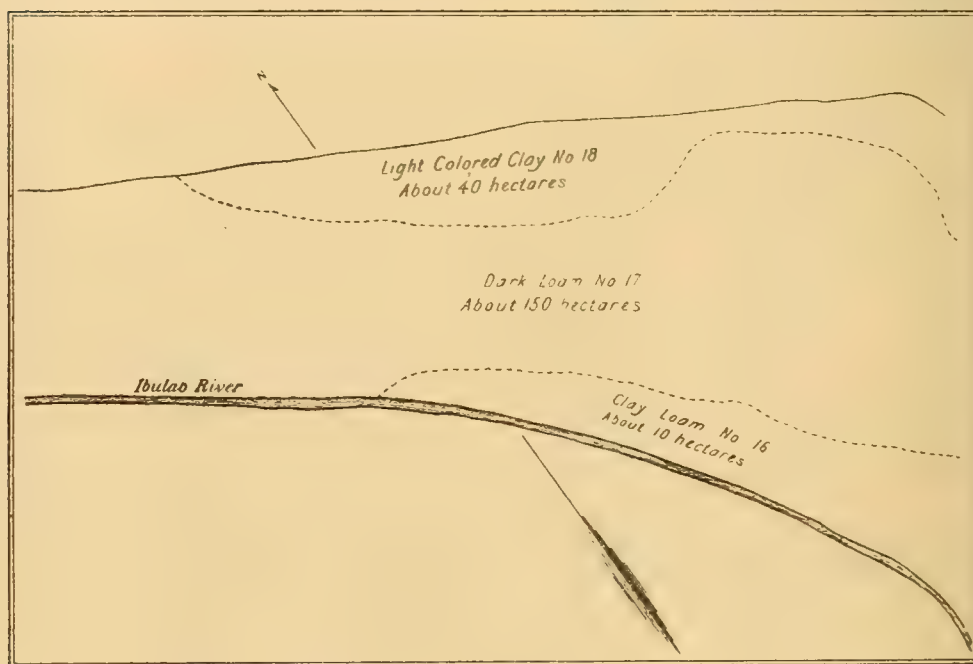 N
Light Colored Clay No 18
About 40 hectares
Dark Loam No 17
About 150 hectares
Ibulao River
Clay Loam No 16
About 10 hectares